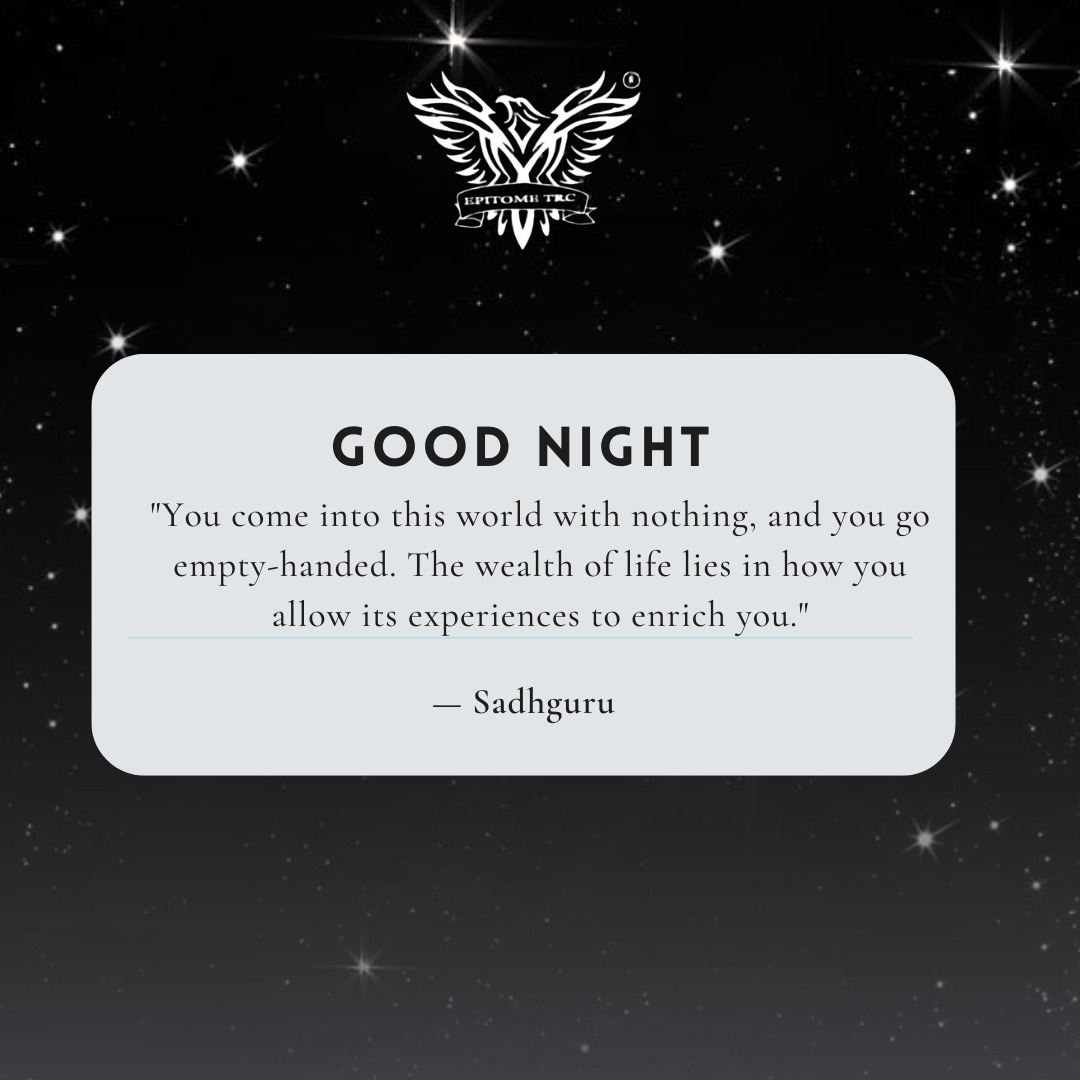 ®
EPITOME TRC
GOOD NIGHT
"You come into this world with nothing, and you go
empty-handed. The wealth of life lies in how you
allow its experiences to enrich you."
— Sadhguru